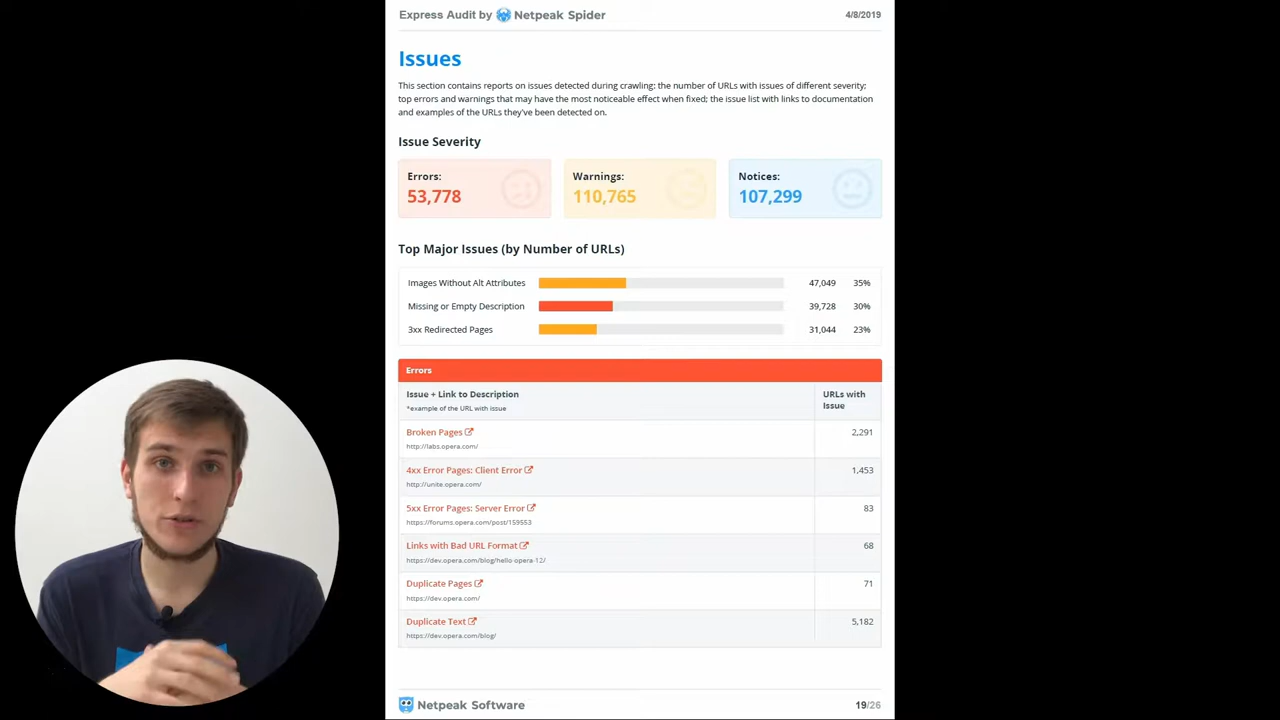 Express Audit by Netpeak Spider
4/8/2019
Issues
This section contains reports on issues detected during crawling: the number of URLs with issues of different severity;
top errors and warnings that may have the most noticeable effect when fixed; the issue list with links to documentation
and examples of the URLs they've been detected on.
Issue Severity
Errors:
53,778
Warnings:
110,765
Notices:
107,299
Top Major Issues (by Number of URLs)
Images Without Alt Attributes 47,049 35%
Missing or Empty Description 39,728 30%
3xx Redirected Pages 31,044 23%
Errors
Issue + Link to Description
*example of the URL with issue
URLs with
Issue
Broken Pages 2,291
http://labs.opera.com/
4xx Error Pages: Client Error 1,453
http://unite.opera.com/
5xx Error Pages: Server Error 83
https://forums.opera.com/post/159553
Links with Bad URL Format 68
https://dev.opera.com/blog/hello-opera-12/
Duplicate Pages 71
https://dev.opera.com/
Duplicate Text 5,182
https://dev.opera.com/blog/
Netpeak Software
19/26